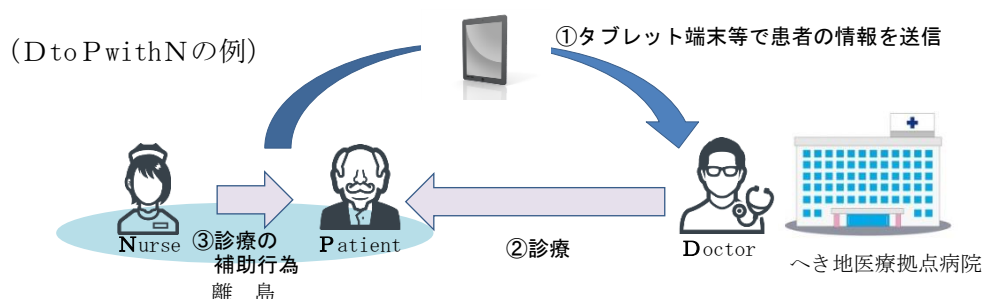 (DtoPwithNの例)
①タブレット端末等で患者の情報を送信
Nurse
③診療の
補助行為
離 島
Patient
②診療
Doctor
へき地医療拠点病院